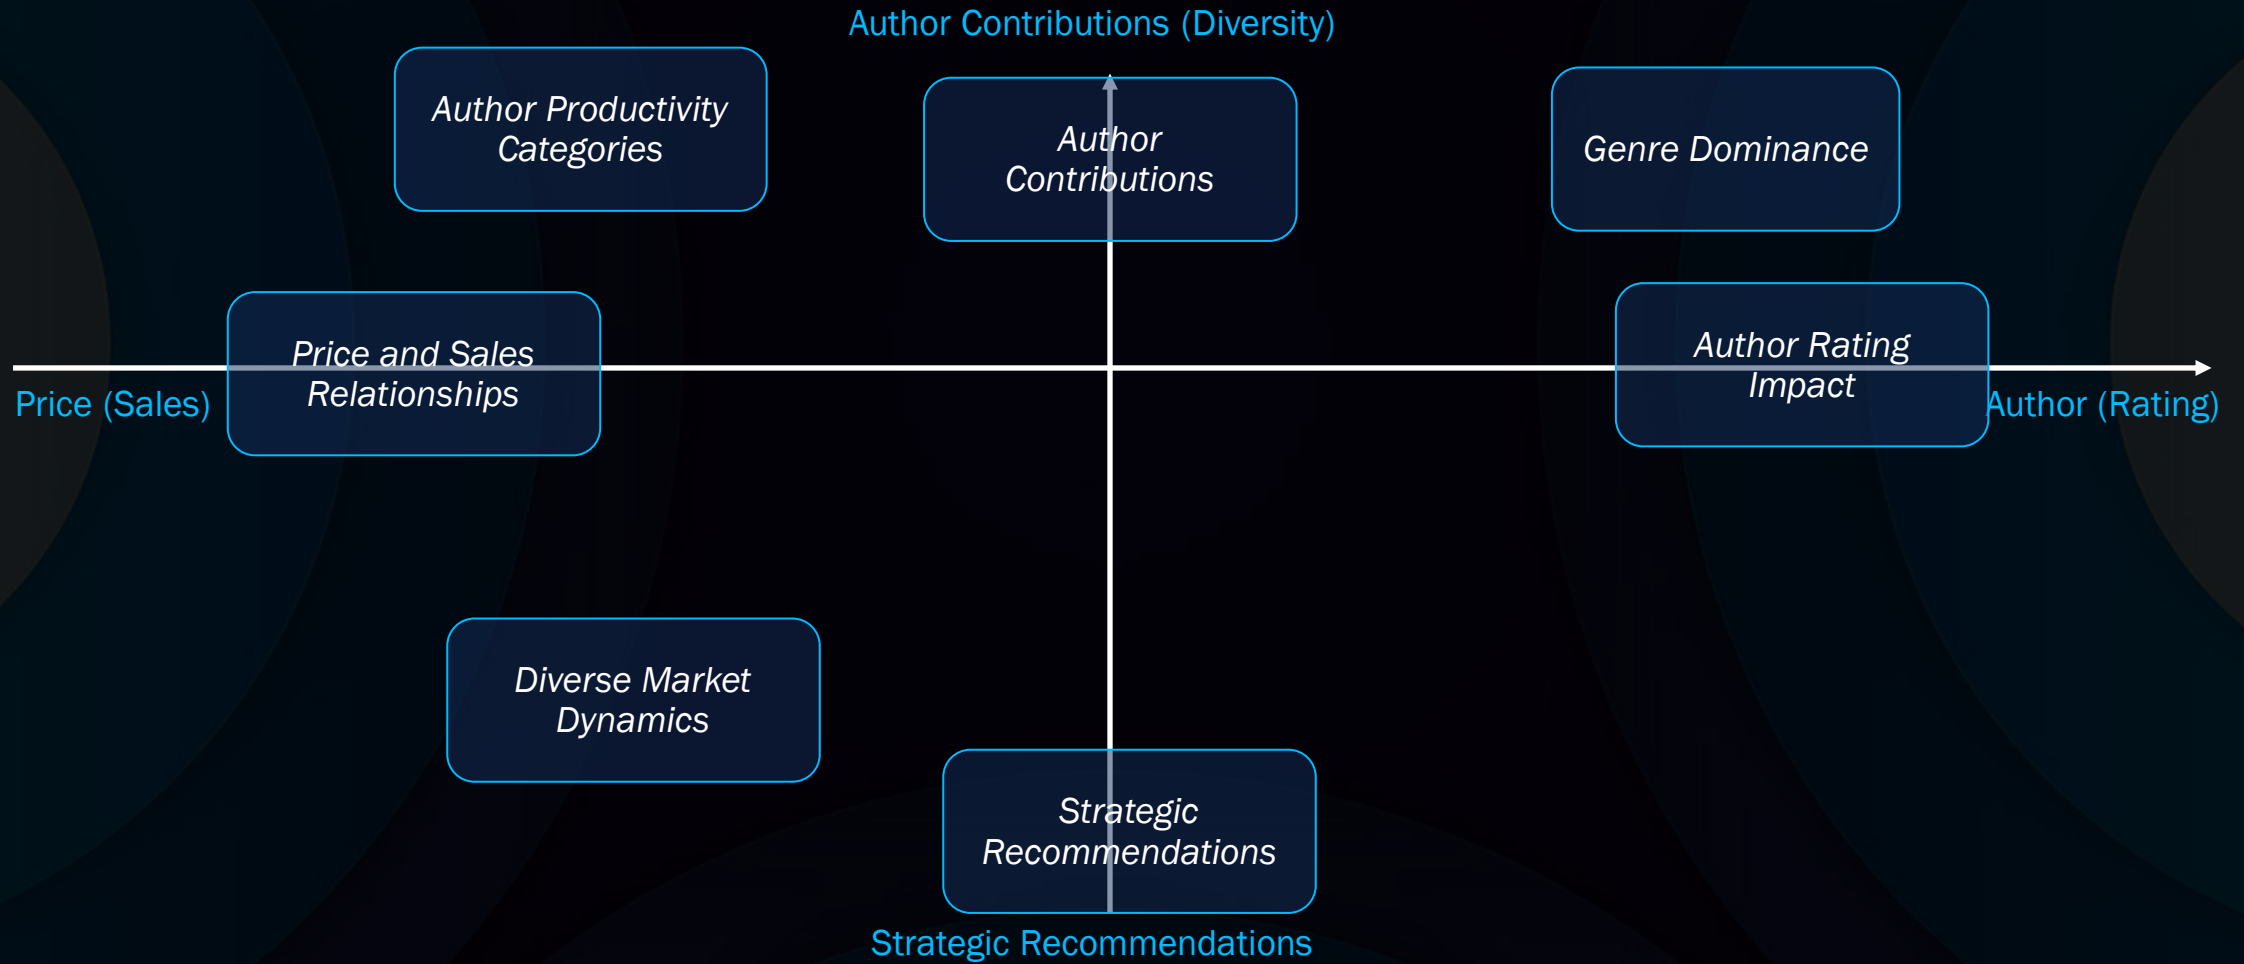 Author Contributions (Diversity)
Author Productivity
Categories
Author
Contributions
Genre Dominance
Price and Sales
Relationships
Author Rating
Impact
Price (Sales)
Author (Rating)
Diverse Market
Dynamics
Strategic
Recommendations
Strategic Recommendations